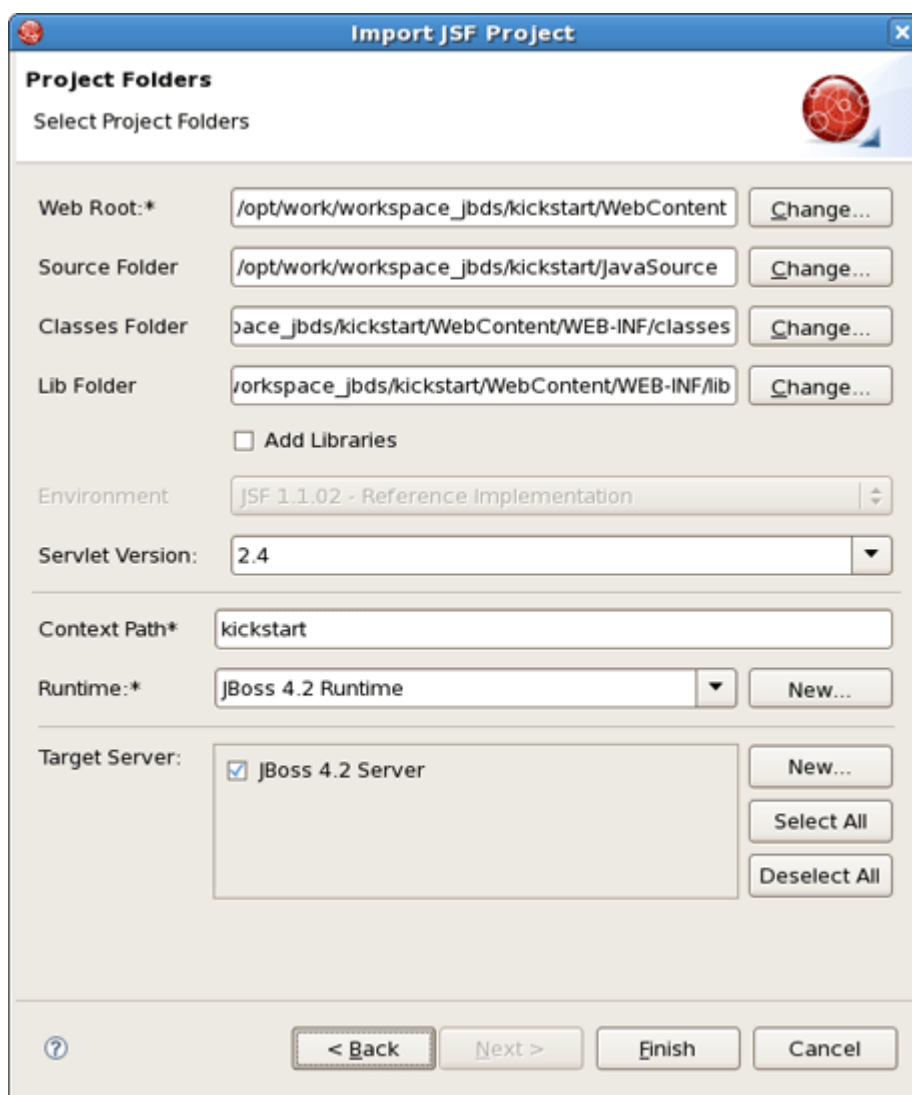 Import JSF Project
Project Folders
Select Project Folders
Web Root:* /opt/work/workspace_jbds/kickstart/WebContent Change...
Source Folder /opt/work/workspace_jbds/kickstart/JavaSource Change...
Classes Folder pace_jbds/kickstart/WebContent/WEB-INF/classes Change...
Lib Folder workspace_jbds/kickstart/WebContent/WEB-INF/lib Change...
Add Libraries
Environment JSF 1.1.02 - Reference Implementation
Servlet Version: 2.4
Context Path* kickstart
Runtime:* JBoss 4.2 Runtime New...
Target Server: JBoss 4.2 Server New...
Select All
Deselect All
< Back Next > Finish Cancel